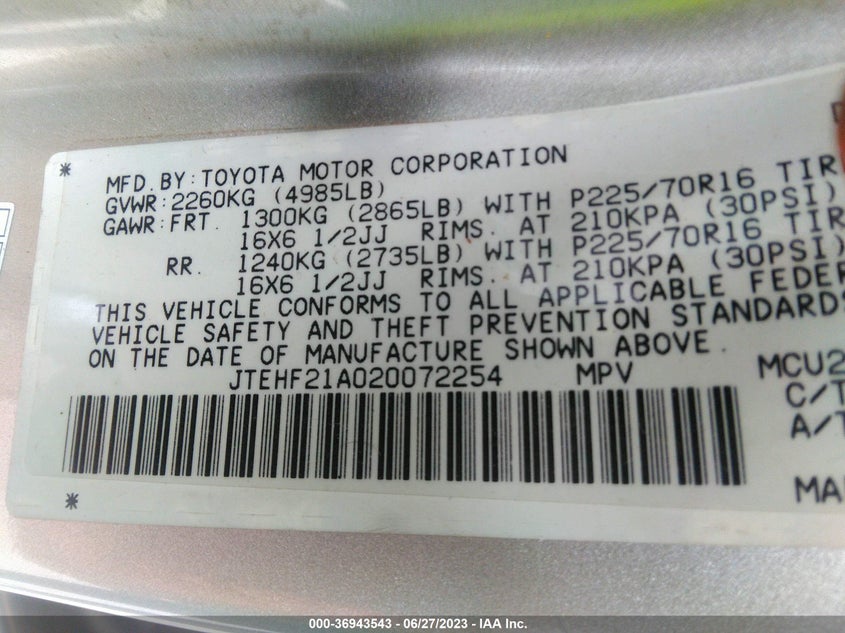 * MFD.BY:TOYOTA MOTOR CORPORATION
GVWR:2260KG (4985LB)
GAWR:FRT. 1300KG (2865LB) WITH P225/70R16 TIR
16X6 1/2JJ RIMS. AT 210KPA (30PSI)
RR. 1240KG (2735LB) WITH P225/70R16 TIR
16X6 1/2JJ RIMS. AT 210KPA (30PSI)
THIS VEHICLE CONFORMS TO ALL APPLICABLE FEDER
VEHICLE SAFETY AND THEFT PREVENTION STANDARDS
ON THE DATE OF MANUFACTURE SHOWN ABOVE.
JTEHF21A020072254 MPV MCU2
C/T
A/T
*
MA
000-36943543 / 06/27/2023 - IAA Inc.